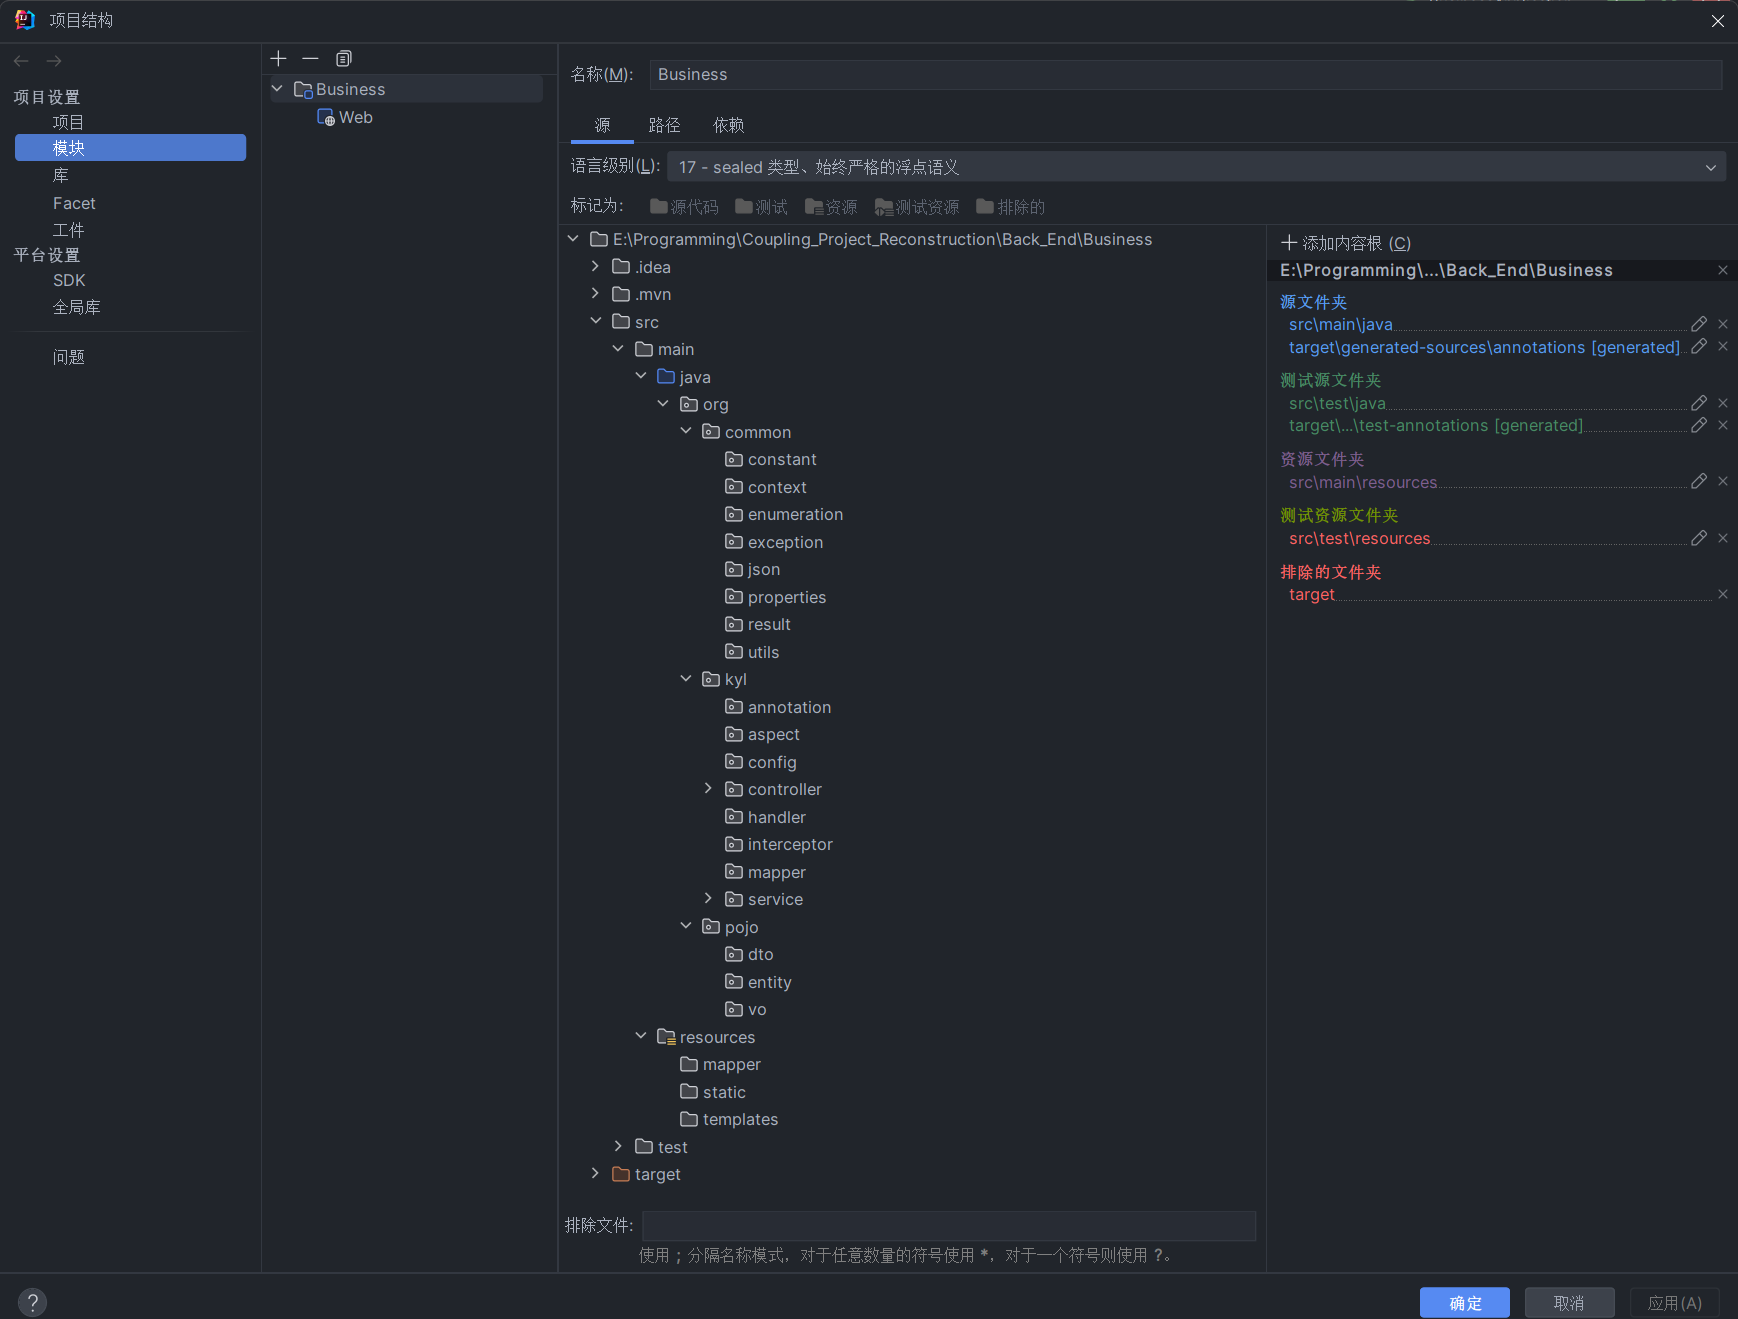 项目结构
项目设置
项目
模块
库
Facet
工件
平台设置
SDK
全局库
问题
Business
Web
名称(M): Business
源 路径 依赖
语言级别(L): 17 - sealed 类型、始终严格的浮点语义
标记为: 源代码 测试 资源 测试资源 排除的
E:\Programming\Coupling_Project_Reconstruction\Back_End\Business
.idea
.mvn
src
main
java
org
common
constant
context
enumeration
exception
json
properties
result
utils
kyl
annotation
aspect
config
controller
handler
interceptor
mapper
service
pojo
dto
entity
vo
resources
mapper
static
templates
test
target
排除文件:
使用 ; 分隔名称模式，对于任意数量的符号使用 *，对于一个符号则使用 ?。
添加内容根 (C)
E:\Programming\...\Back_End\Business
源文件夹
src\main\java
target\generated-sources\annotations [generated]
测试源文件夹
src\test\java
target\...\test-annotations [generated]
资源文件夹
src\main\resources
测试资源文件夹
src\test\resources
排除的文件夹
target
?
确定 取消 应用(A)